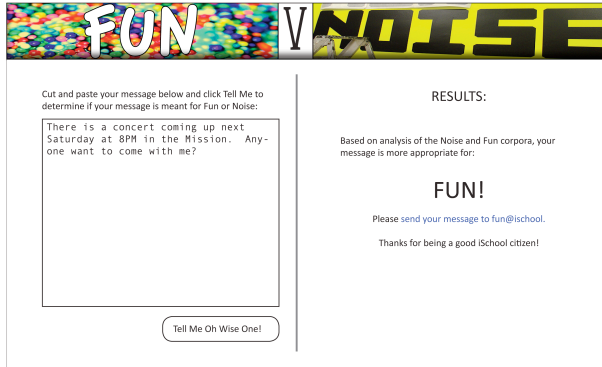 FUN V NOISE
Cut and paste your message below and click Tell Me to
determine if your message is meant for Fun or Noise:
There is a concert coming up next
Saturday at 8PM in the Mission.  Any-
one want to come with me?
Tell Me Oh Wise One!
RESULTS:
Based on analysis of the Noise and Fun corpora, your
message is more appropriate for:
FUN!
Please send your message to fun@ischool.
Thanks for being a good iSchool citizen!